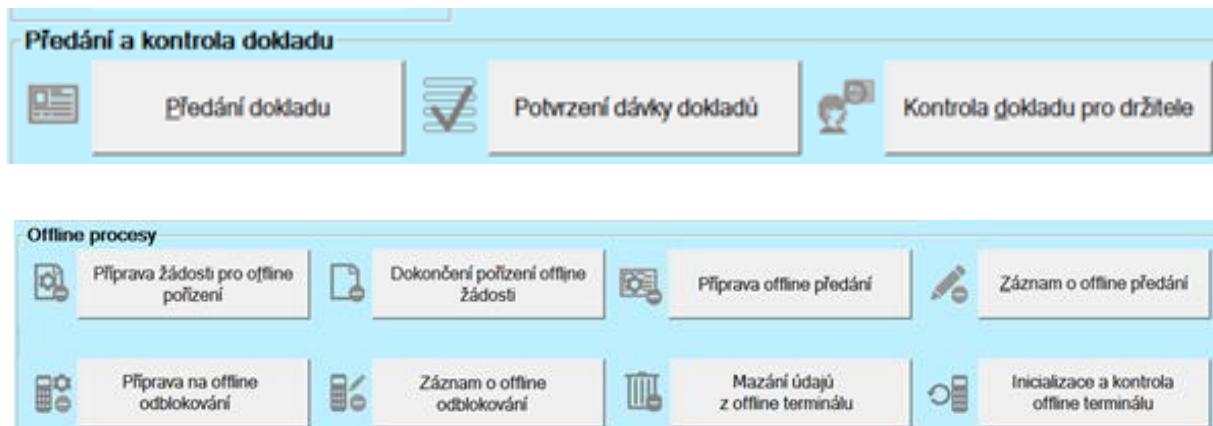 Předání a kontrola dokladu
Předání dokladu
Potvrzení dávky dokladů
Kontrola dokladu pro držitele
Offline procesy
Příprava žádosti pro offline
pořízení
Dokončení pořízení offline
žádosti
Příprava offline předání
Záznam o offline předání
Příprava na offline
odblokování
Záznam o offline
odblokování
Mazání údajů
z offline terminálu
Inicializace a kontrola
offline terminálu